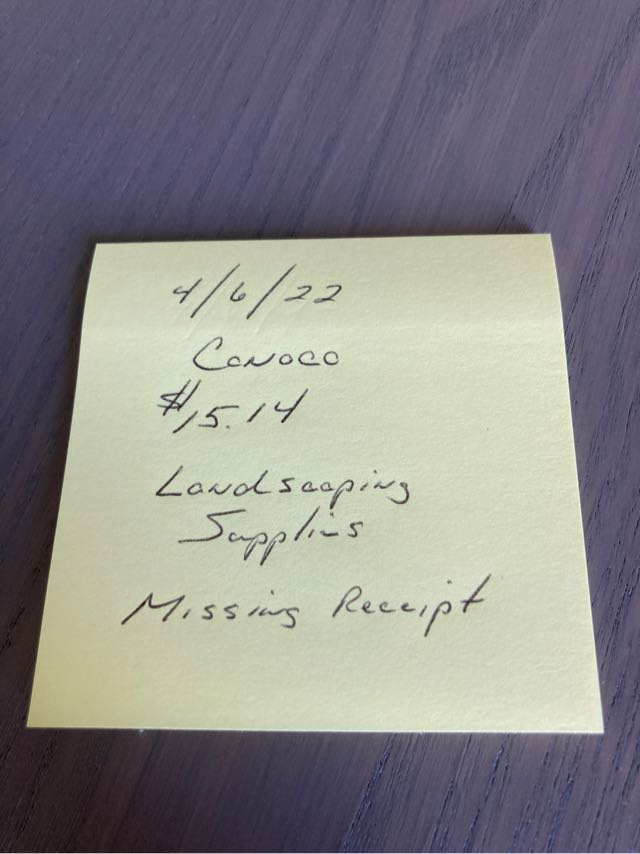 4/6/22
Conoco
$15.14
Landscaping
Supplies
Missing Receipt